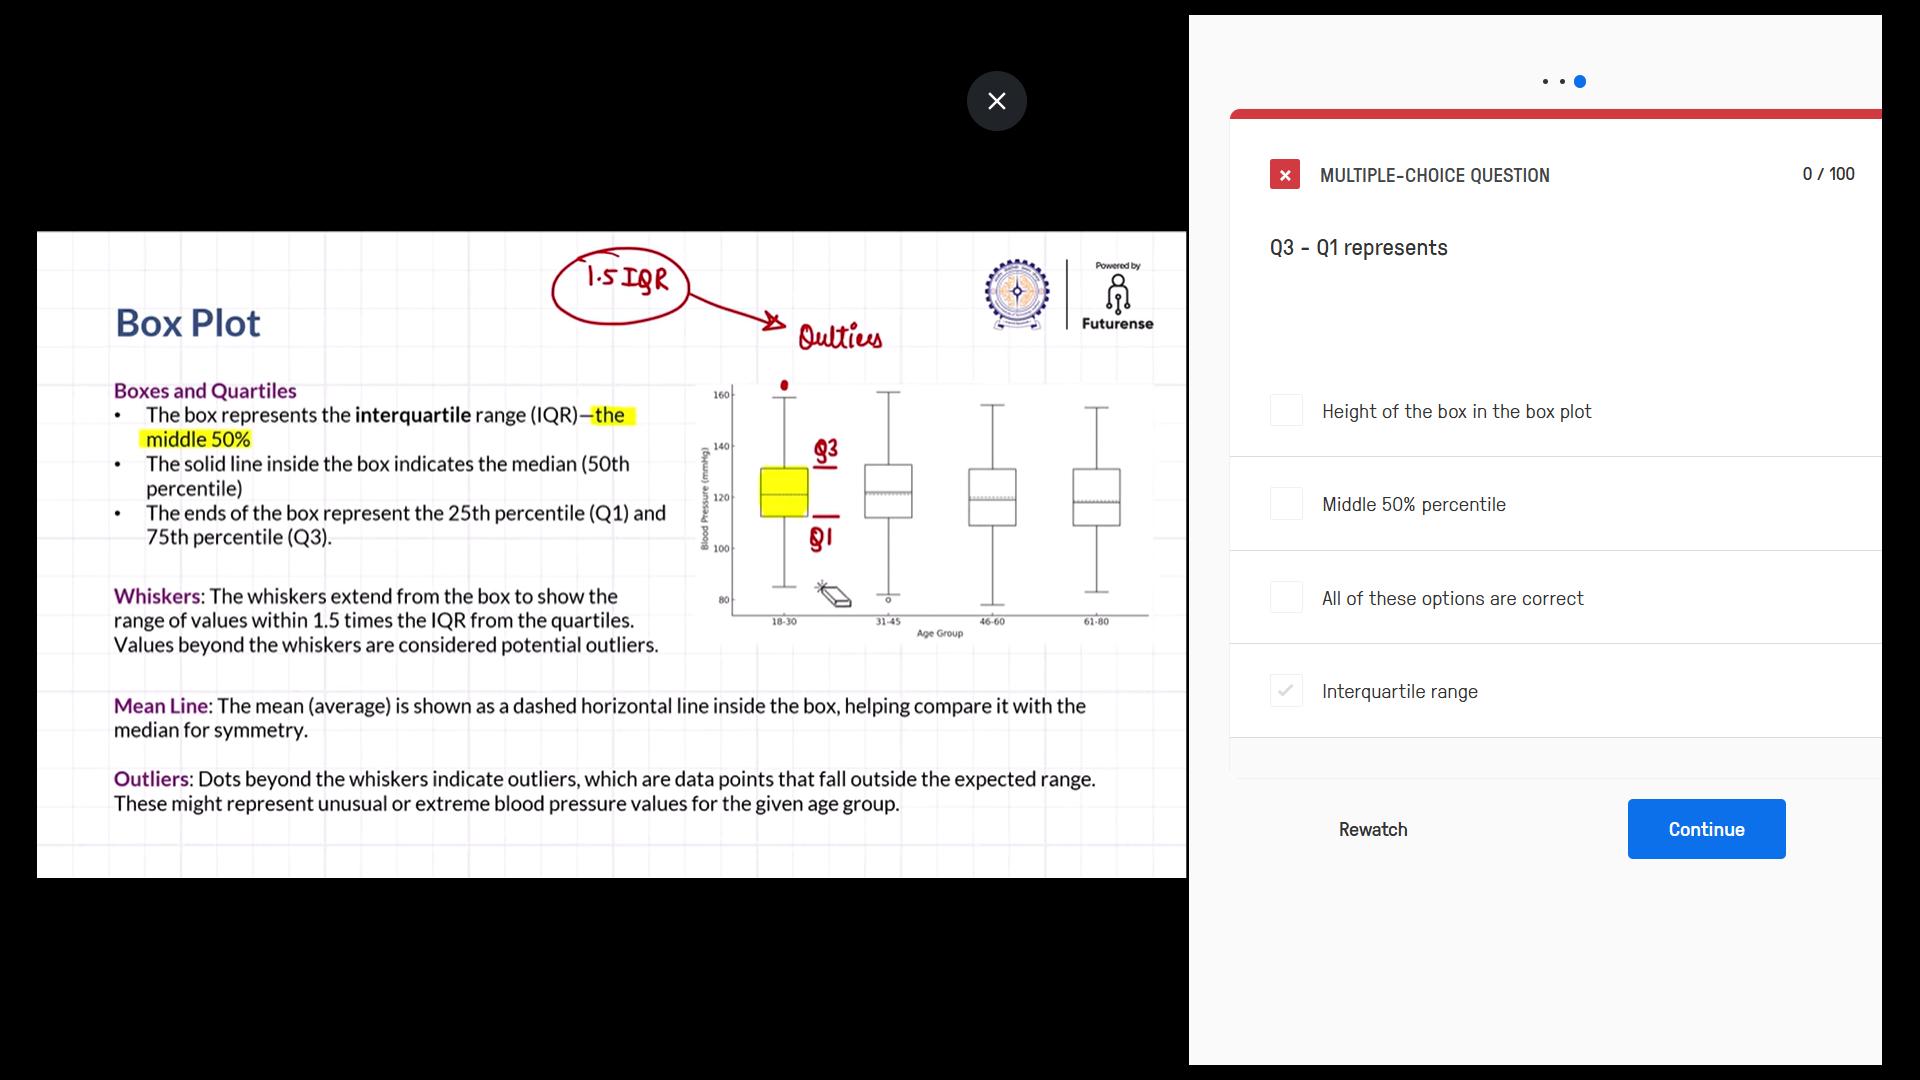 MULTIPLE-CHOICE QUESTION
0 / 100
Q3 - Q1 represents
Height of the box in the box plot
Middle 50% percentile
All of these options are correct
Interquartile range
Rewatch
Continue
1.5 IQR
Outliers
Powered by
Futurense
Box Plot
Boxes and Quartiles
• The box represents the interquartile range (IQR)—the
middle 50%
• The solid line inside the box indicates the median (50th
percentile)
• The ends of the box represent the 25th percentile (Q1) and
75th percentile (Q3).
Whiskers: The whiskers extend from the box to show the
range of values within 1.5 times the IQR from the quartiles.
Values beyond the whiskers are considered potential outliers.
Mean Line: The mean (average) is shown as a dashed horizontal line inside the box, helping compare it with the
median for symmetry.
Outliers: Dots beyond the whiskers indicate outliers, which are data points that fall outside the expected range.
These might represent unusual or extreme blood pressure values for the given age group.
Blood Pressure (mmHg)
160
140
120
100
80
Q3
Q1
18-30
31-45
46-60
61-80
Age Group